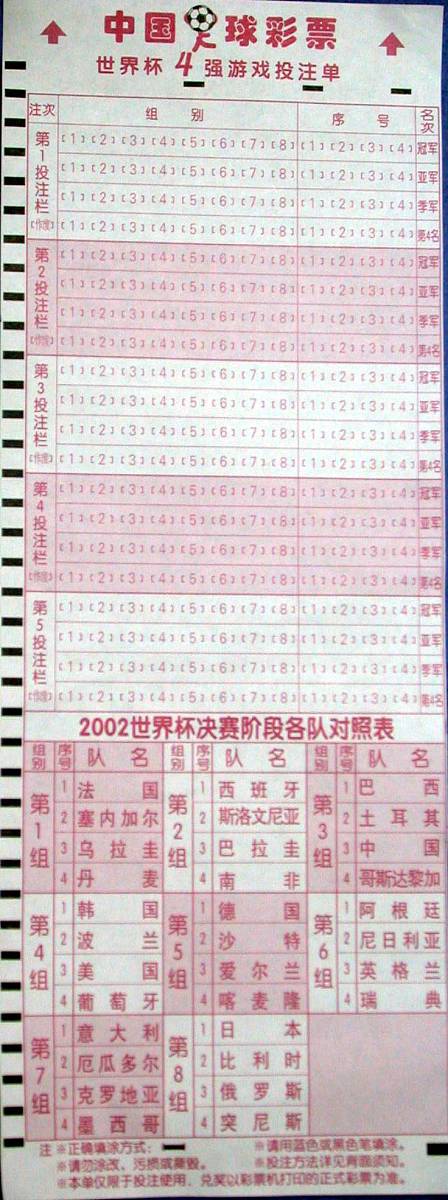 中国足球彩票
世界杯4强游戏投注单
注次 组别 序号 名次
第1投注栏 [1] [2] [3] [4] [5] [6] [7] [8] [1] [2] [3] [4] 冠军
[1] [2] [3] [4] [5] [6] [7] [8] [1] [2] [3] [4] 亚军
[1] [2] [3] [4] [5] [6] [7] [8] [1] [2] [3] [4] 季军
[作废] [1] [2] [3] [4] [5] [6] [7] [8] [1] [2] [3] [4] 第4名
第2投注栏 [1] [2] [3] [4] [5] [6] [7] [8] [1] [2] [3] [4] 冠军
[1] [2] [3] [4] [5] [6] [7] [8] [1] [2] [3] [4] 亚军
[1] [2] [3] [4] [5] [6] [7] [8] [1] [2] [3] [4] 季军
[作废] [1] [2] [3] [4] [5] [6] [7] [8] [1] [2] [3] [4] 第4名
第3投注栏 [1] [2] [3] [4] [5] [6] [7] [8] [1] [2] [3] [4] 冠军
[1] [2] [3] [4] [5] [6] [7] [8] [1] [2] [3] [4] 亚军
[1] [2] [3] [4] [5] [6] [7] [8] [1] [2] [3] [4] 季军
[作废] [1] [2] [3] [4] [5] [6] [7] [8] [1] [2] [3] [4] 第4名
第4投注栏 [1] [2] [3] [4] [5] [6] [7] [8] [1] [2] [3] [4] 冠军
[1] [2] [3] [4] [5] [6] [7] [8] [1] [2] [3] [4] 亚军
[1] [2] [3] [4] [5] [6] [7] [8] [1] [2] [3] [4] 季军
[作废] [1] [2] [3] [4] [5] [6] [7] [8] [1] [2] [3] [4] 第4名
第5投注栏 [1] [2] [3] [4] [5] [6] [7] [8] [1] [2] [3] [4] 冠军
[1] [2] [3] [4] [5] [6] [7] [8] [1] [2] [3] [4] 亚军
[1] [2] [3] [4] [5] [6] [7] [8] [1] [2] [3] [4] 季军
[作废] [1] [2] [3] [4] [5] [6] [7] [8] [1] [2] [3] [4] 第4名
2002世界杯决赛阶段各队对照表
组别 序号 队名 组别 序号 队名 组别 序号 队名
第1组 1 法国 第2组 1 西班牙 第3组 1 巴西
2 塞内加尔 2 斯洛文尼亚 2 土耳其
3 乌拉圭 3 巴拉圭 3 中国
4 丹麦 4 南非 4 哥斯达黎加
第4组 1 韩国 第5组 1 德国 第6组 1 阿根廷
2 波兰 2 沙特 2 尼日利亚
3 美国 3 爱尔兰 3 英格兰
4 葡萄牙 4 喀麦隆 4 瑞典
第7组 1 意大利 第8组 1 日本
2 厄瓜多尔 2 比利时
3 克罗地亚 3 俄罗斯
4 墨西哥 4 突尼斯
注 ※正确填涂方式： ※请用蓝色或黑色笔填涂。
※请勿涂改、污损或撕毁。 ※投注方法详见背面须知。
※本单仅限于投注使用，兑奖以彩票机打印的正式彩票为准。